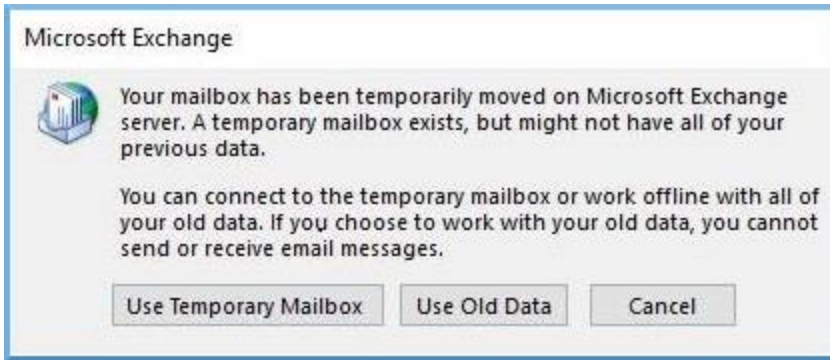 Microsoft Exchange
Your mailbox has been temporarily moved on Microsoft Exchange
server. A temporary mailbox exists, but might not have all of your
previous data.
You can connect to the temporary mailbox or work offline with all of
your old data. If you choose to work with your old data, you cannot
send or receive email messages.
Use Temporary Mailbox Use Old Data Cancel